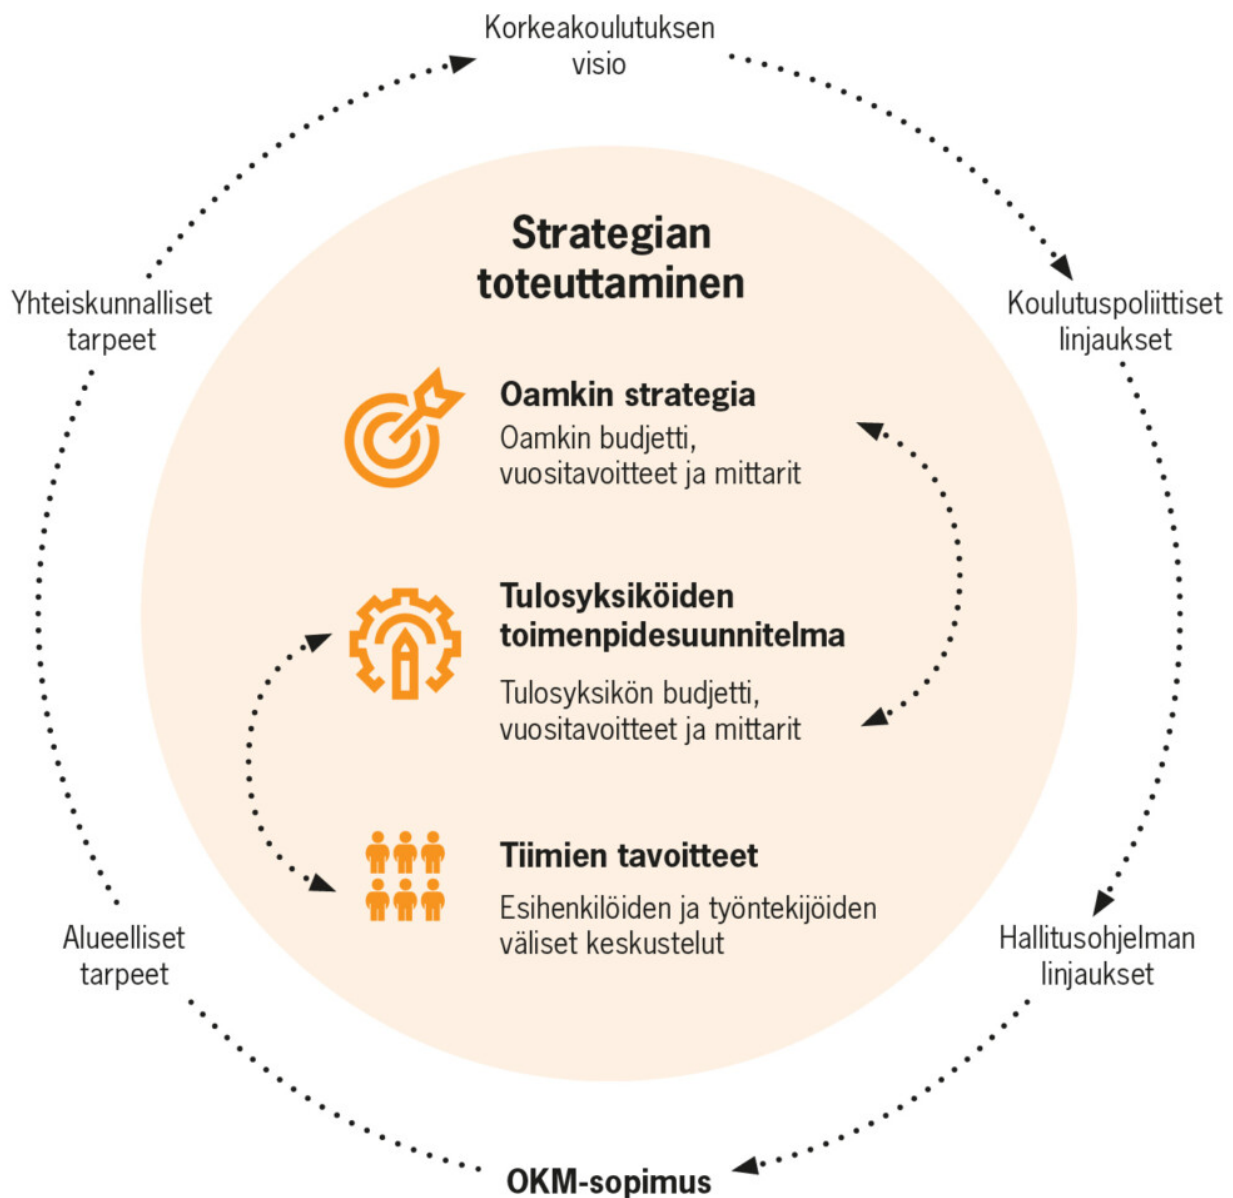 Korkeakoulutuksen
visio
Strategian
toteuttaminen
Yhteiskunnalliset
tarpeet
Koulutuspoliittiset
linjaukset
Oamkin strategia
Oamkin budjetti,
vuositavoitteet ja mittarit
Tulosyksiköiden
toimenpidesuunnitelma
Tulosyksikön budjetti,
vuositavoitteet ja mittarit
Tiimien tavoitteet
Esihenkilöiden ja työntekijöiden
väliset keskustelut
Alueelliset
tarpeet
Hallitusohjelman
linjaukset
OKM-sopimus